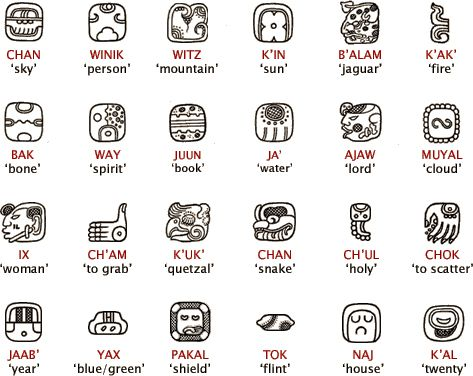 CHAN WINIK WITZ K’IN B’ALAM K’AK’
‘sky’ ‘person’ ‘mountain’ ‘sun’ ‘jaguar’ ‘fire’
BAK WAY JUUN JA’ AJAW MUYAL
‘bone’ ‘spirit’ ‘book’ ‘water’ ‘lord’ ‘cloud’
IX CH’AM K’UK’ CHAN CH’UL CHOK
‘woman’ ‘to grab’ ‘quetzal’ ‘snake’ ‘holy’ ‘to scatter’
JAAB’ YAX PAKAL TOK NAJ K’AL
‘year’ ‘blue/green’ ‘shield’ ‘flint’ ‘house’ ‘twenty’